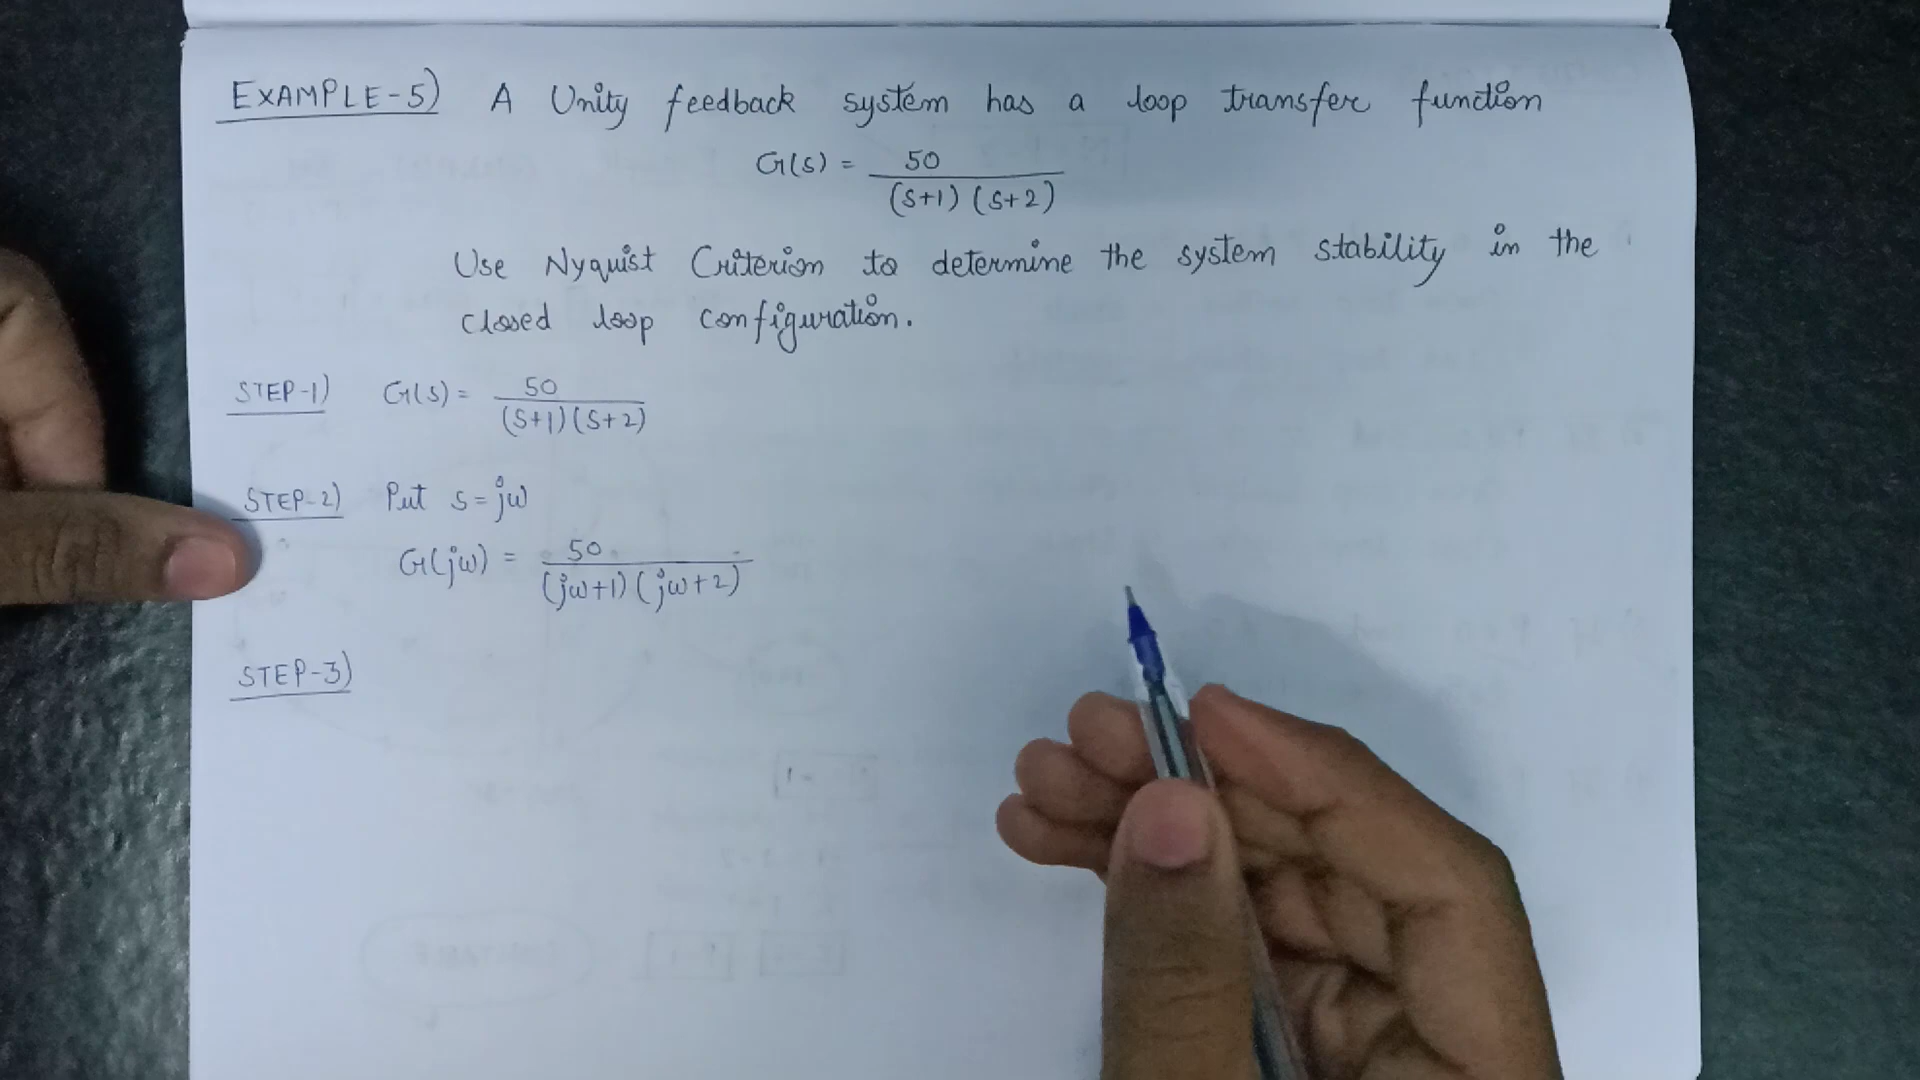 EXAMPLE-5) A Unity feedback system has a loop transfer function
G(s) = 50 / (s+1) (s+2)
Use Nyquist Criterion to determine the system stability in the
closed loop configuration.
STEP-1) G(s) = 50 / (s+1) (s+2)
STEP-2) Put s = jω
G(jω) = 50 / (jω+1) (jω+2)
STEP-3)